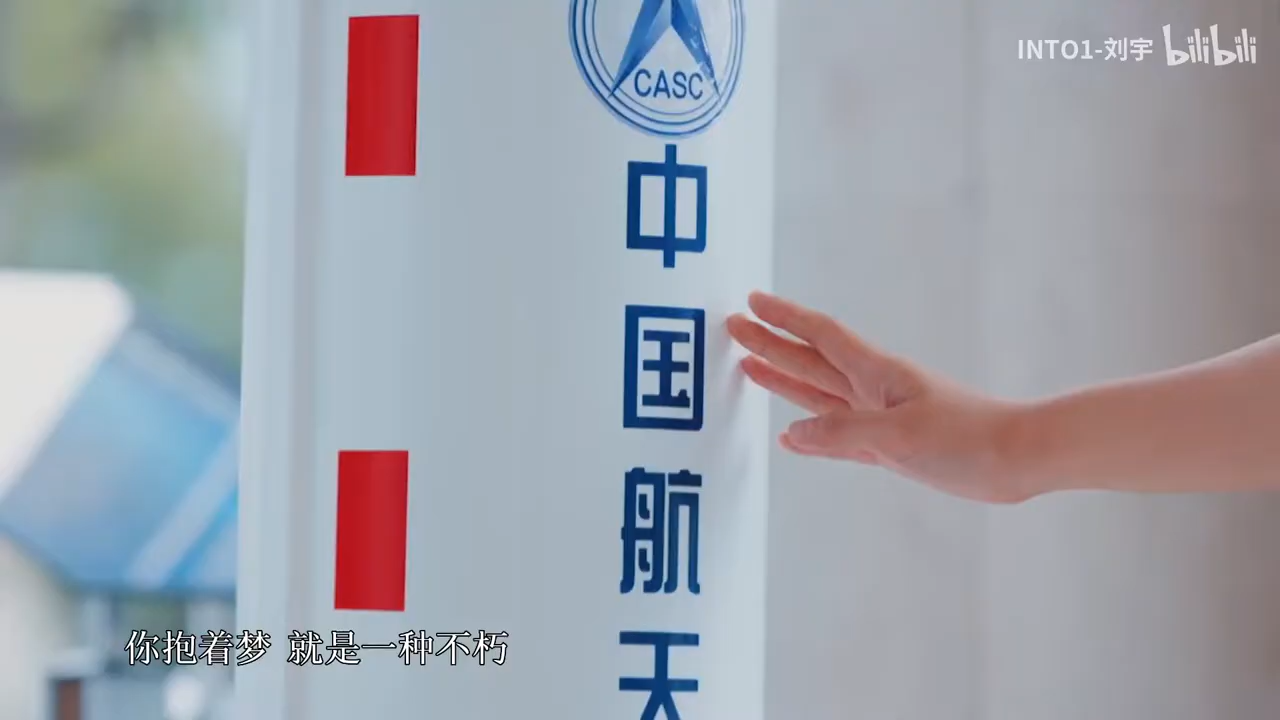 INTO1-刘宇 bilibili
CASC
中
国
航
天
你抱着梦 就是一种不朽